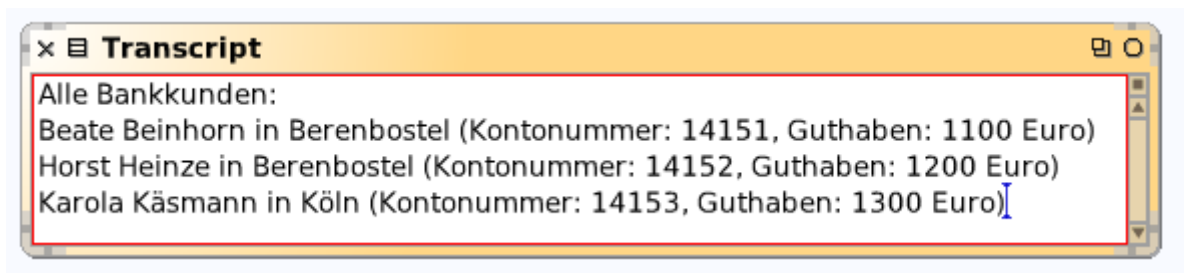 Transcript
Alle Bankkunden:
Beate Beinhorn in Berenbostel (Kontonummer: 14151, Guthaben: 1100 Euro)
Horst Heinze in Berenbostel (Kontonummer: 14152, Guthaben: 1200 Euro)
Karola Käsmann in Köln (Kontonummer: 14153, Guthaben: 1300 Euro)